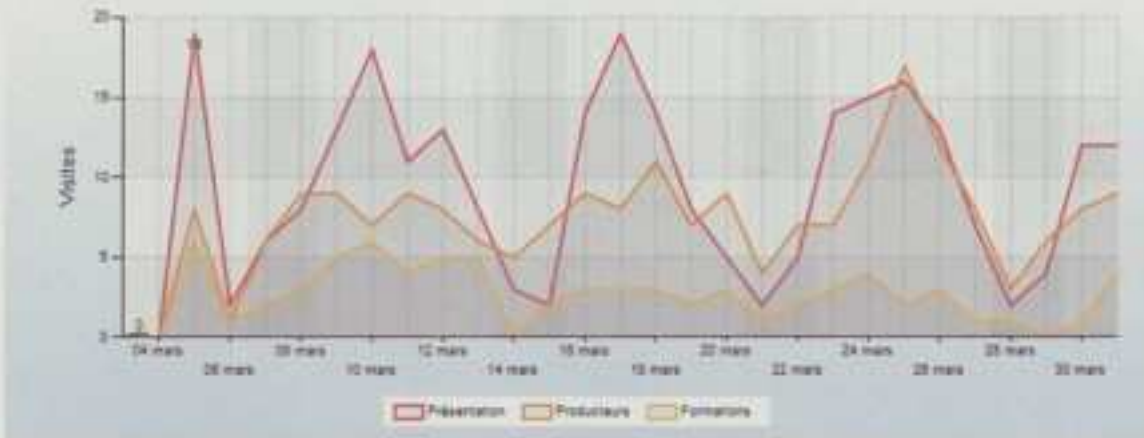 20
15
10
5
0
Visites
04 mars
06 mars
08 mars
10 mars
12 mars
14 mars
16 mars
18 mars
20 mars
22 mars
24 mars
26 mars
28 mars
30 mars
Présentation Producteurs Formations